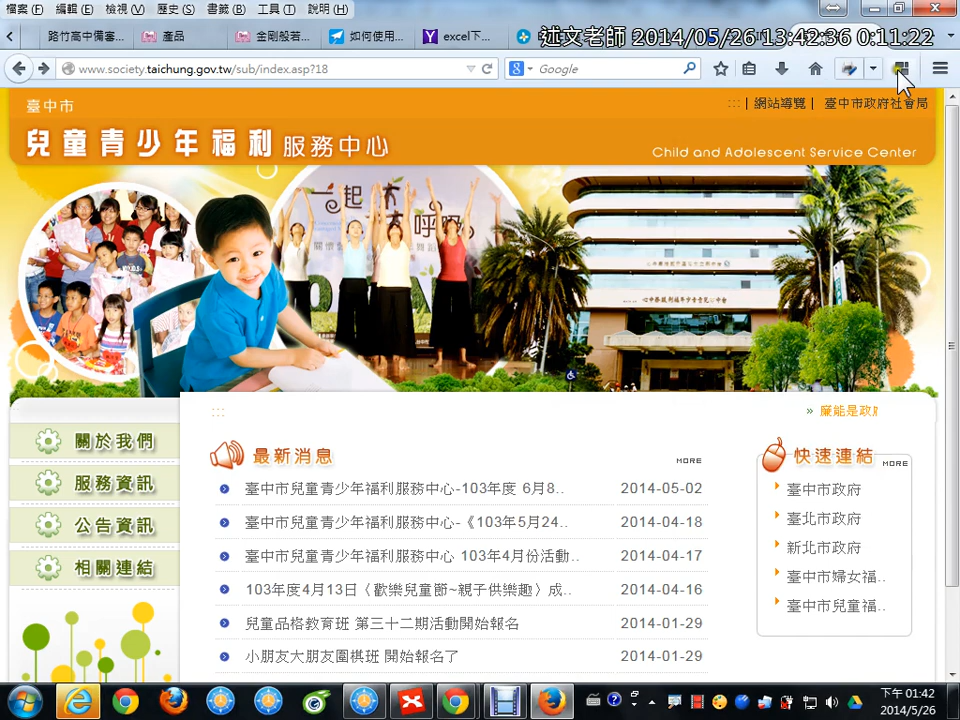 檔案 (F) 編輯 (E) 檢視 (V) 歷史 (S) 書籤 (B) 工具 (T) 說明 (H)
路竹高中備審... 產品 金剛般若... 如何使用... excel下... 述文老師 2014/05/26 13:42:36 0:11:22
www.society.taichung.gov.tw/sub/index.asp?18 Google
臺中市
::: | 網站導覽 | 臺中市政府社會局
兒童青少年福利服務中心
Child and Adolescent Service Center
一起大呼
關於我們
服務資訊
公告資訊
相關連結
:::
» 廉能是政
最新消息
MORE
臺中市兒童青少年福利服務中心-103年度 6月8.. 2014-05-02
臺中市兒童青少年福利服務中心-《103年5月24.. 2014-04-18
臺中市兒童青少年福利服務中心 103年4月份活動.. 2014-04-17
103年度4月13日〈歡樂兒童節~親子供樂趣〉成.. 2014-04-16
兒童品格教育班 第三十二期活動開始報名 2014-01-29
小朋友大朋友圍棋班 開始報名了 2014-01-29
快速連結
MORE
臺中市政府
臺北市政府
新北市政府
臺中市婦女福..
臺中市兒童福..
下午 01:42
2014/5/26